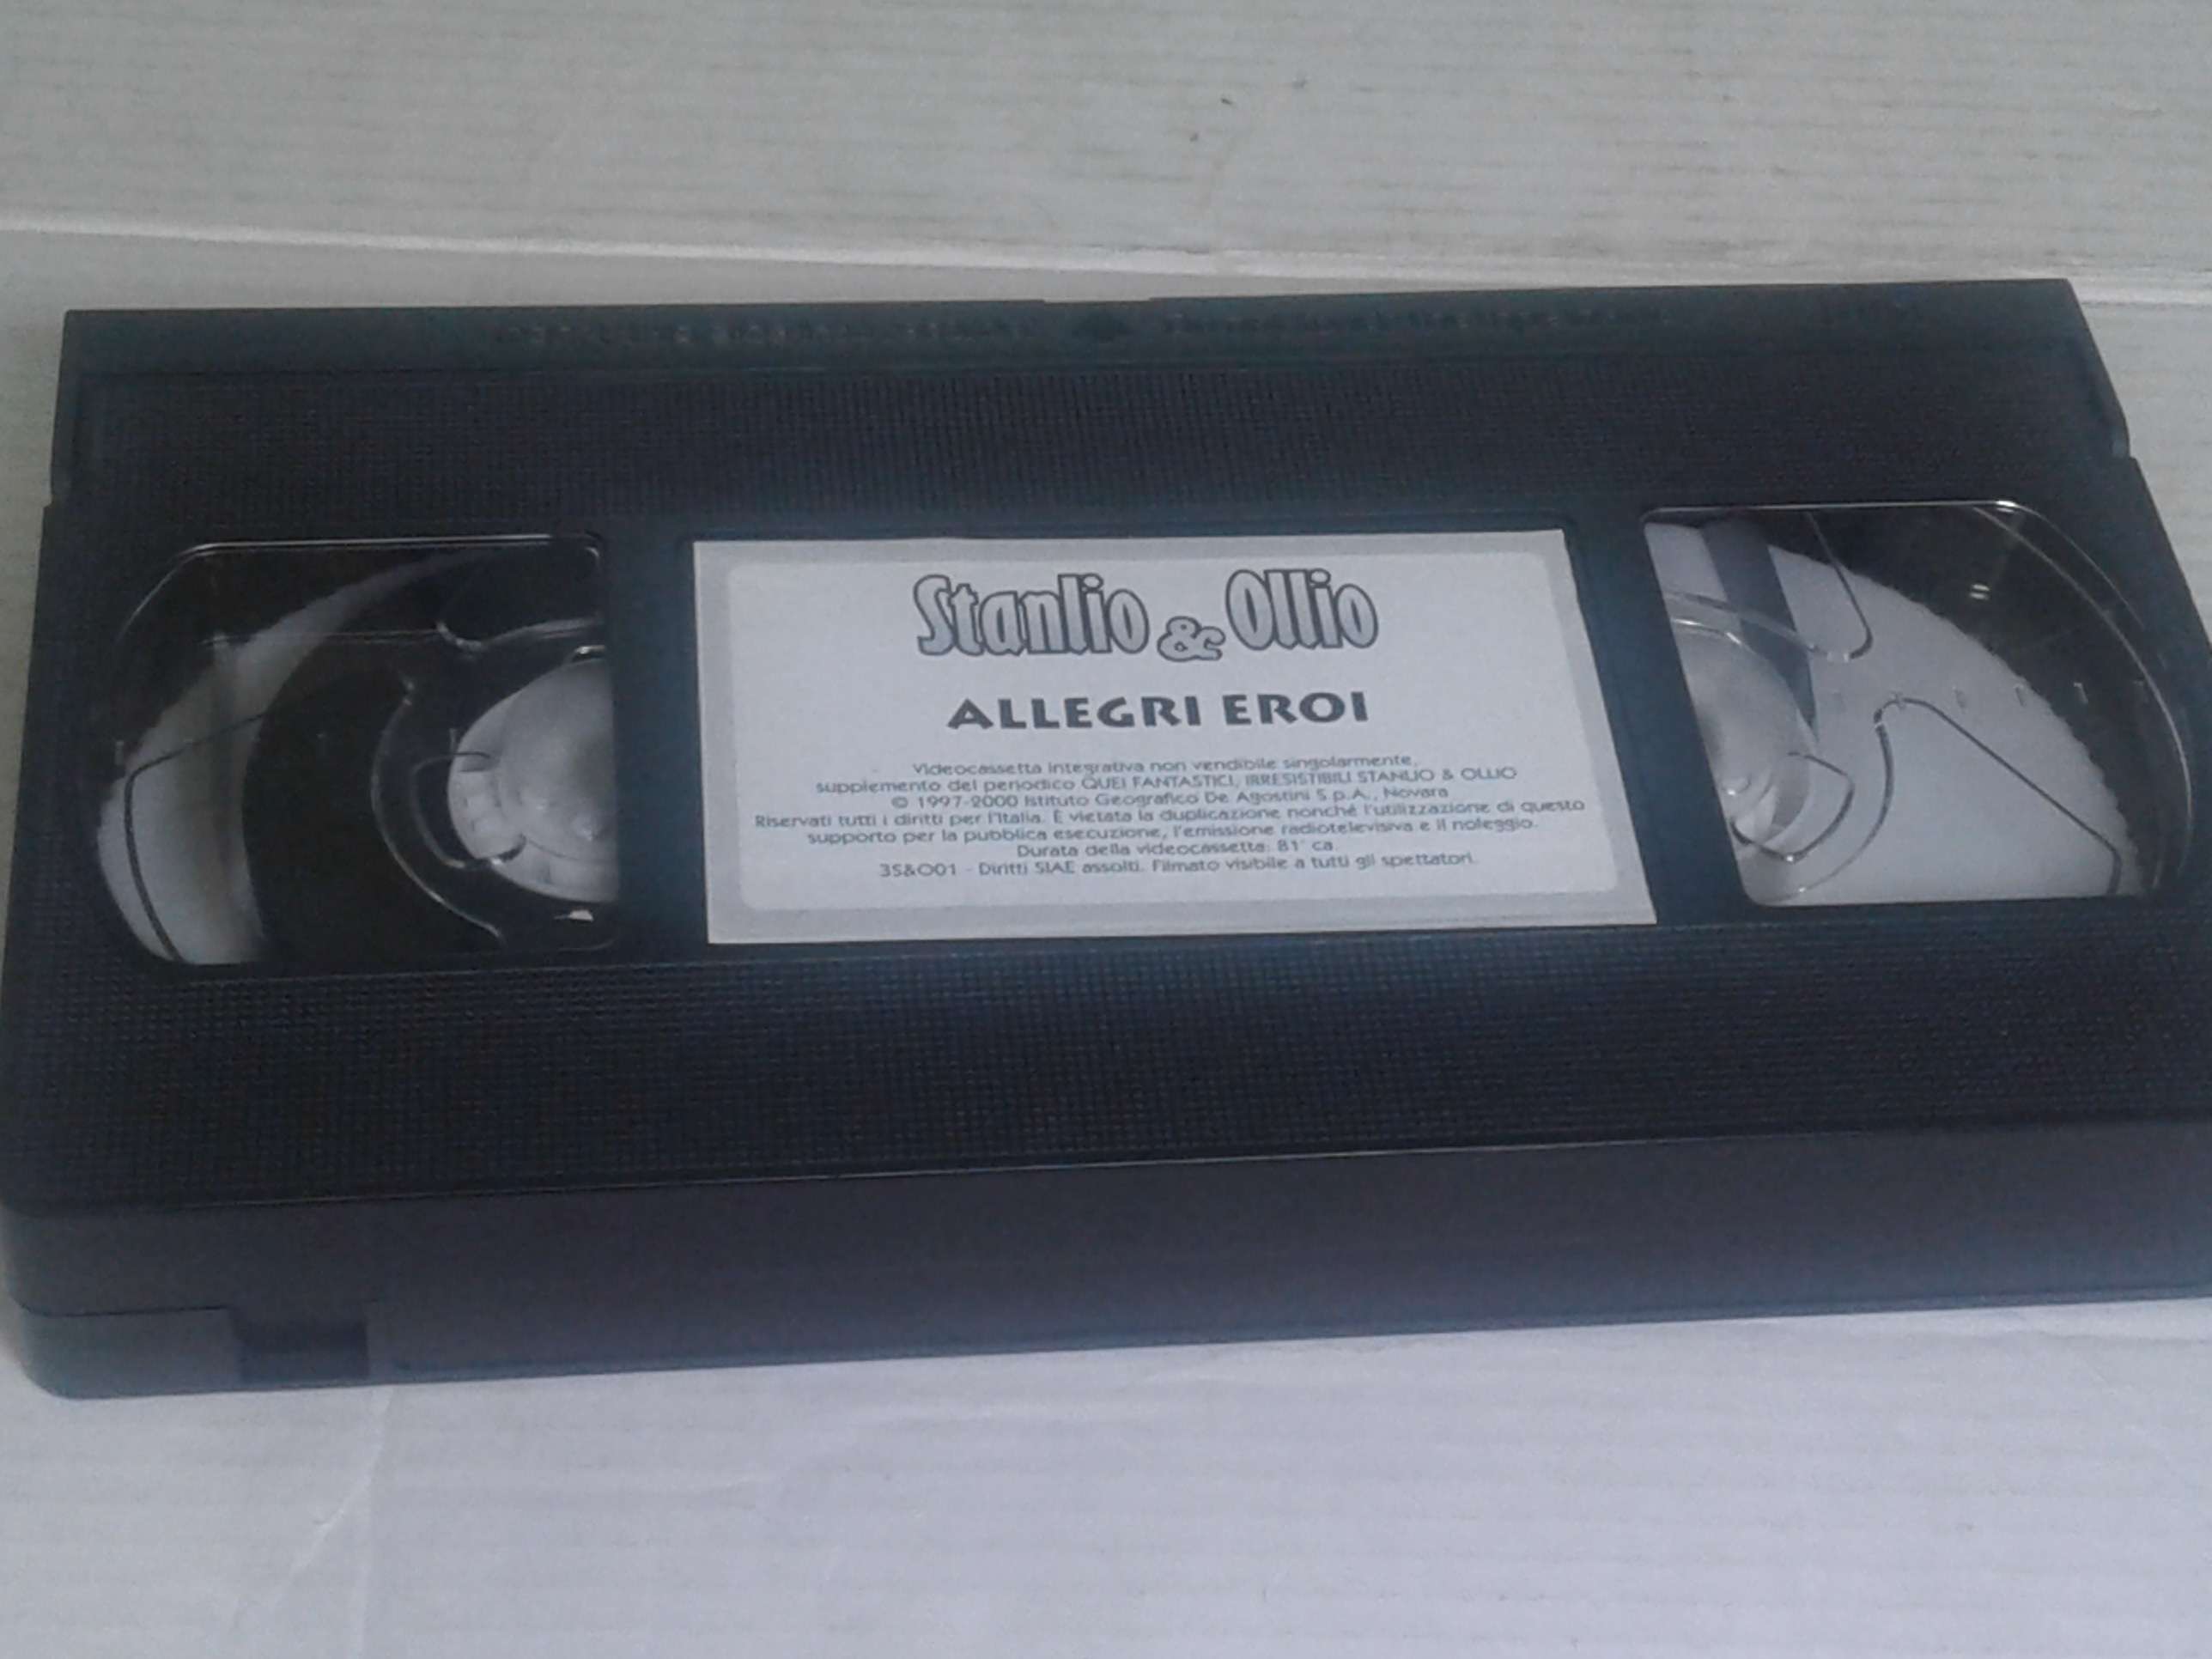 Stanlio & Ollio
ALLEGRI EROI
Videocassetta integrativa non vendibile singolarmente,
supplemento del periodico QUEI FANTASTICI, IRRESISTIBILI STANLIO & OLLIO
© 1997-2000 Istituto Geografico De Agostini S.p.A., Novara
Riservati tutti i diritti per l'Italia. È vietata la duplicazione nonché l'utilizzazione di questo
supporto per la pubblica esecuzione, l'emissione radiotelevisiva e il noleggio.
Durata della videocassetta: 81' ca.
3S&O01 - Diritti SIAE assolti. Filmato visibile a tutti gli spettatori.